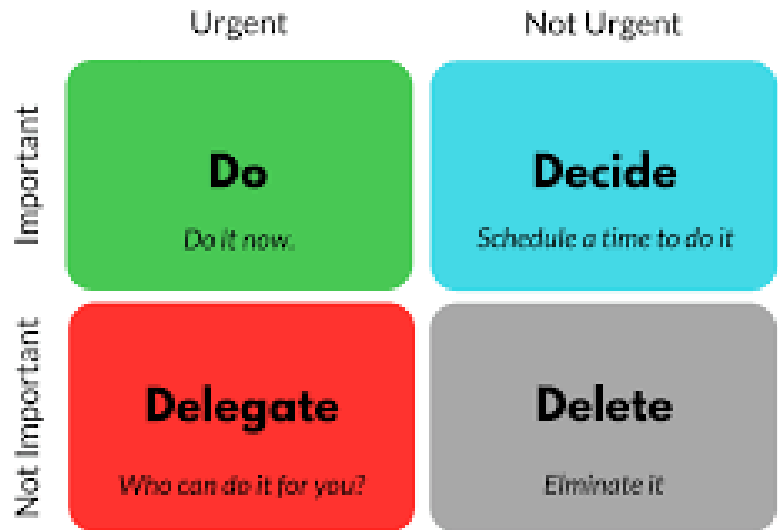 Urgent Not Urgent
Important
Do
Do it now.
Decide
Schedule a time to do it
Not Important
Delegate
Who can do it for you?
Delete
Elminate it